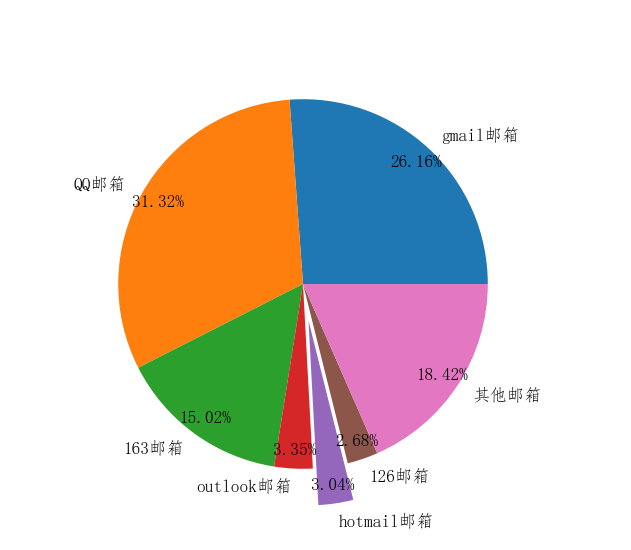 gmail邮箱
26.16%
QQ邮箱
31.32%
163邮箱
15.02%
outlook邮箱
3.35%
hotmail邮箱
3.04%
126邮箱
2.68%
其他邮箱
18.42%